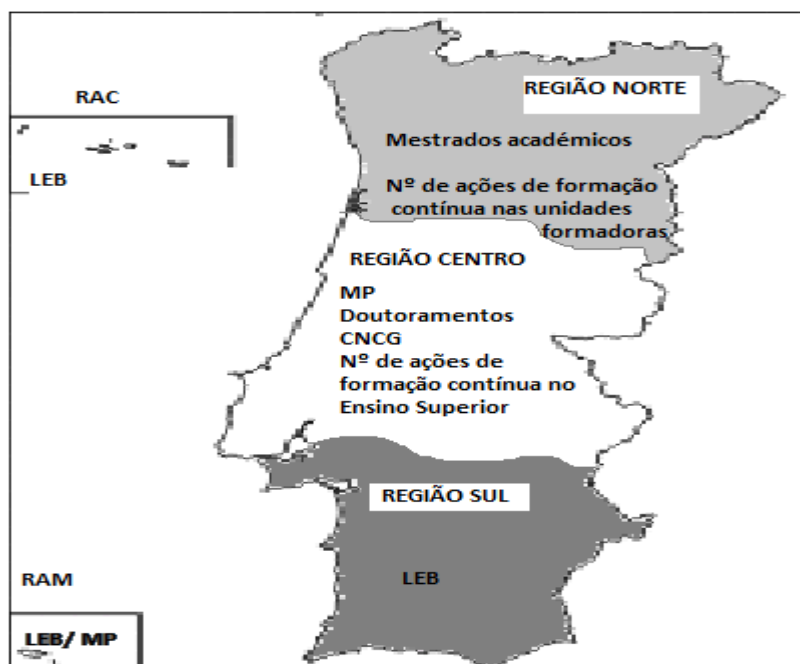 RAC
LEB
REGIÃO NORTE
Mestrados académicos
Nº de ações de formação
contínua nas unidades
formadoras
REGIÃO CENTRO
MP
Doutoramentos
CNCG
Nº de ações de
formação contínua no
Ensino Superior
REGIÃO SUL
LEB
RAM
LEB/ MP